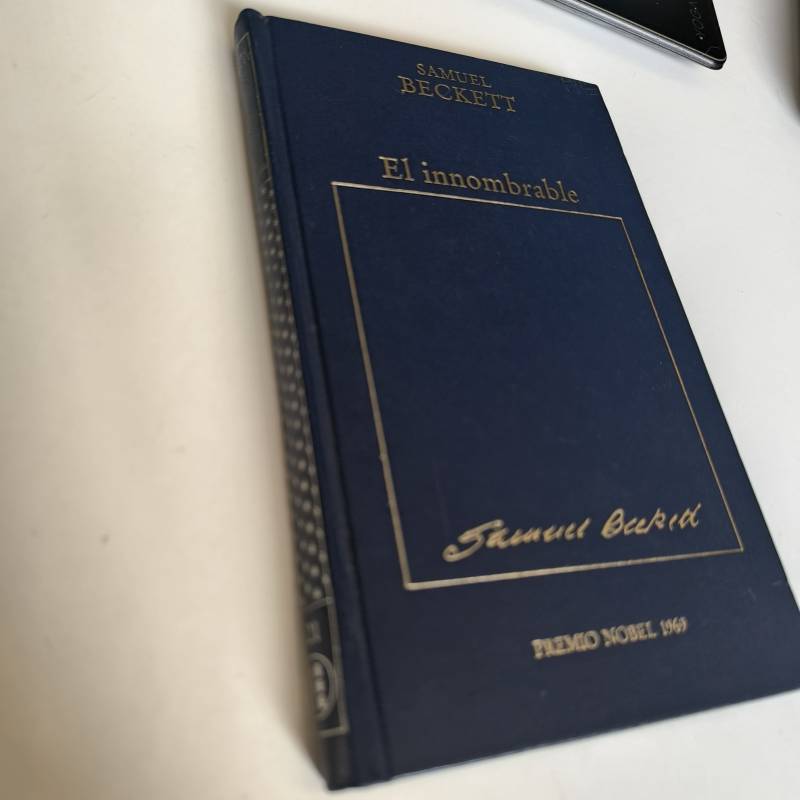 SAMUEL
BECKETT
El innombrable
Samuel Beckett
PREMIO NOBEL 1969